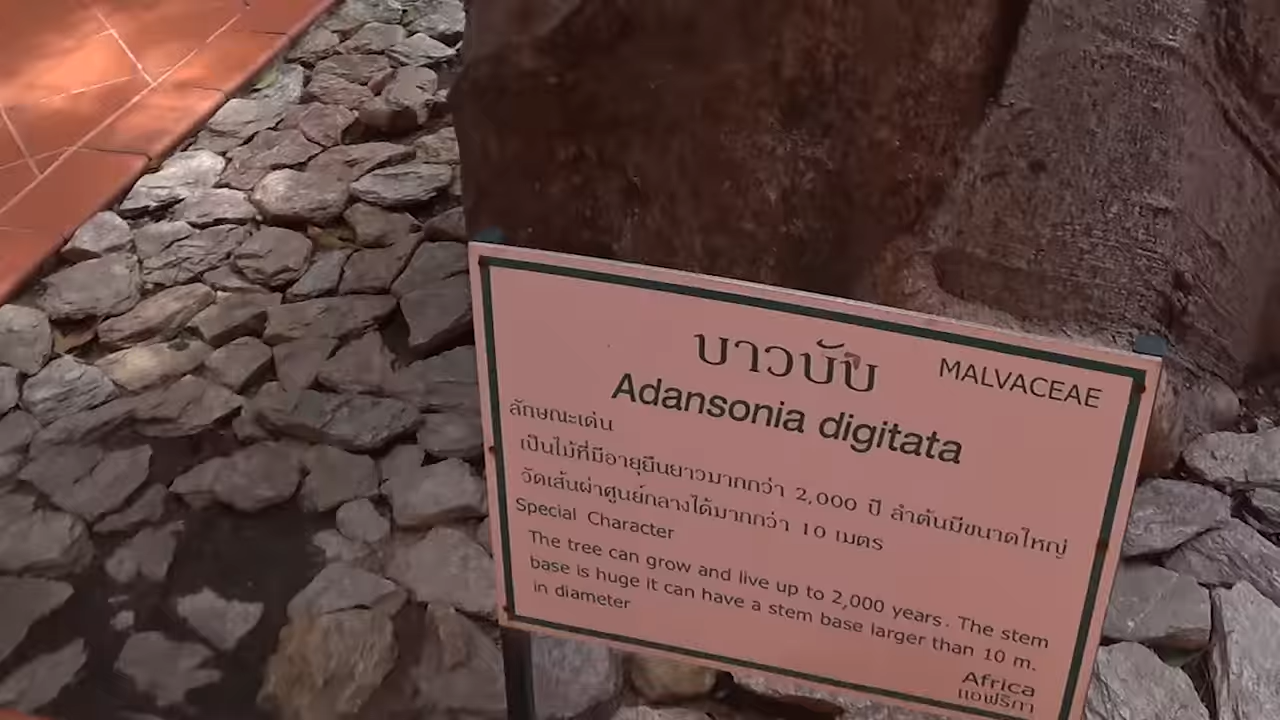 บาวบับ
MALVACEAE
Adansonia digitata
ลักษณะเด่น
เป็นไม้ที่มีอายุยืนยาวมากกว่า 2,000 ปี ลำต้นมีขนาดใหญ่
วัดเส้นผ่าศูนย์กลางได้มากกว่า 10 เมตร
Special Character
The tree can grow and live up to 2,000 years. The stem
base is huge it can have a stem base larger than 10 m.
in diameter
Africa
แอฟริกา